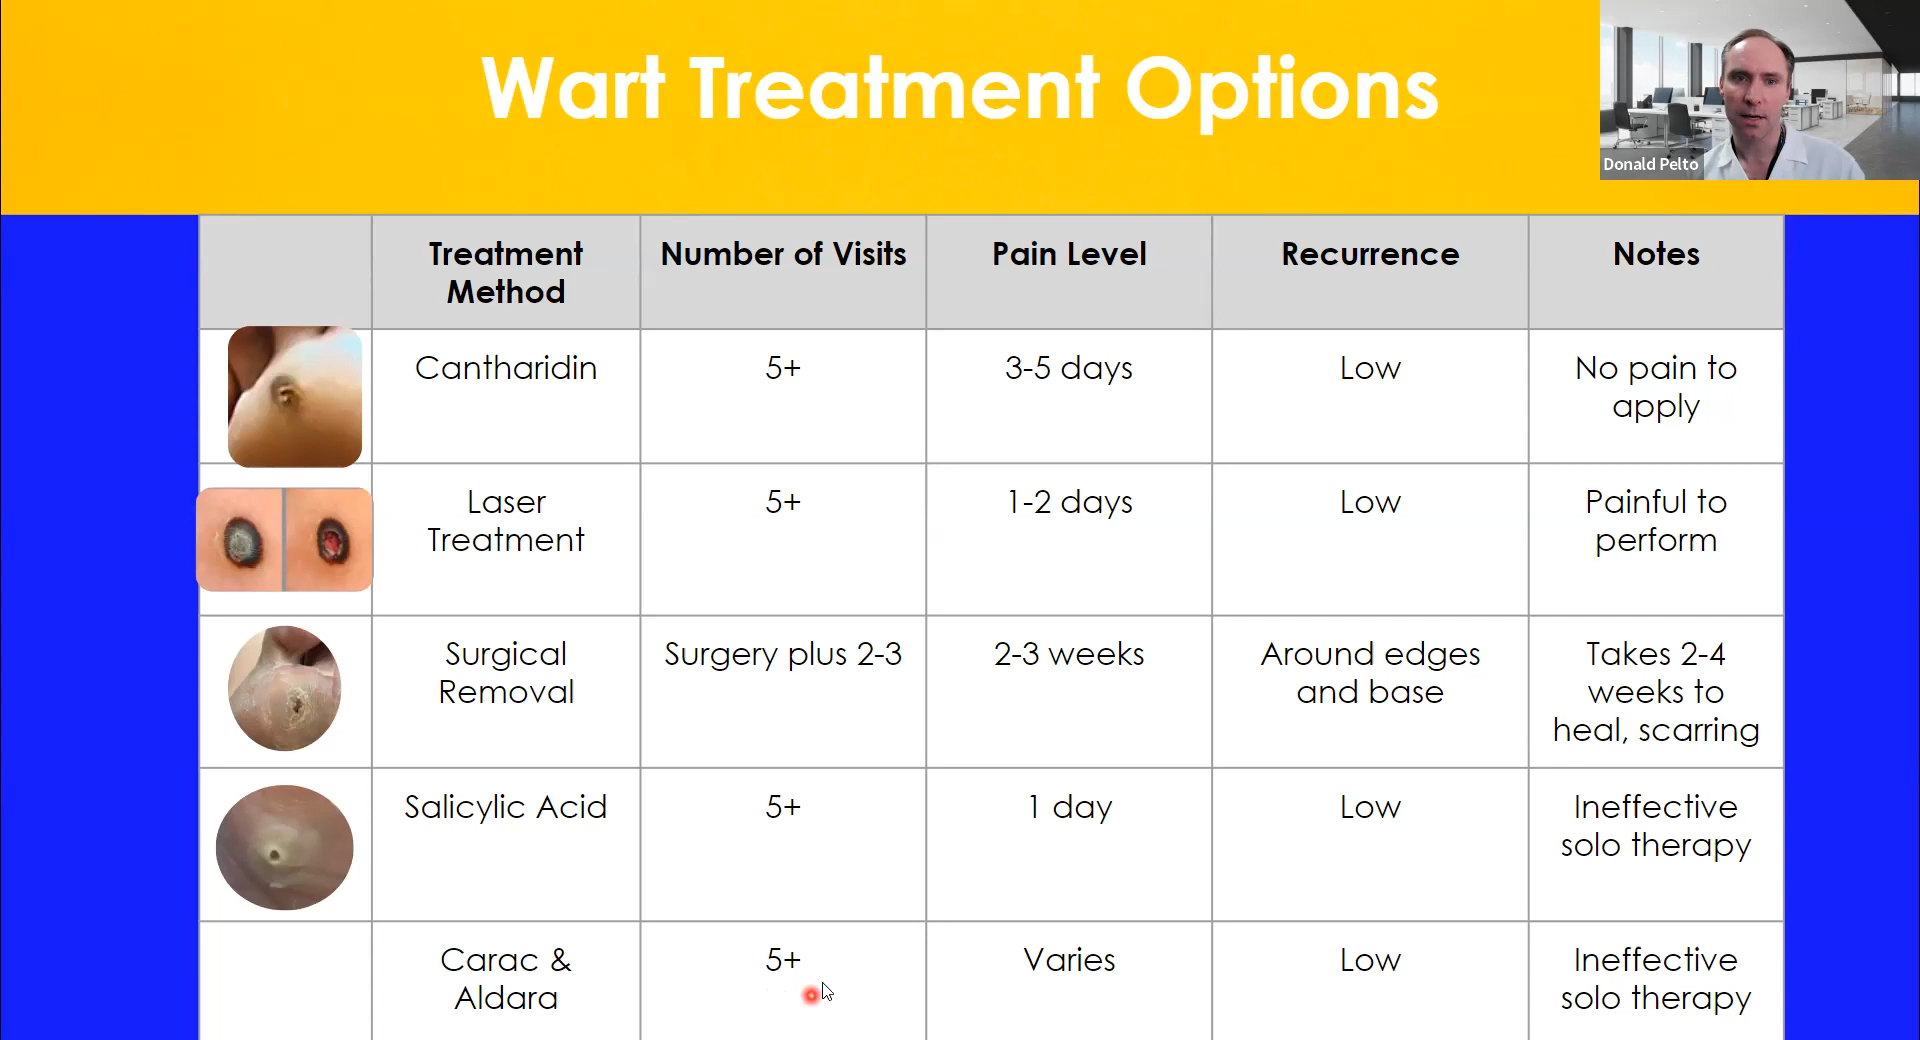 Wart Treatment Options
Donald Pelto
Treatment
Method
Number of Visits
Pain Level
Recurrence
Notes
Cantharidin
5+
3-5 days
Low
No pain to
apply
Laser
Treatment
5+
1-2 days
Low
Painful to
perform
Surgical
Removal
Surgery plus 2-3
2-3 weeks
Around edges
and base
Takes 2-4
weeks to
heal, scarring
Salicylic Acid
5+
1 day
Low
Ineffective
solo therapy
Carac &
Aldara
5+
Varies
Low
Ineffective
solo therapy